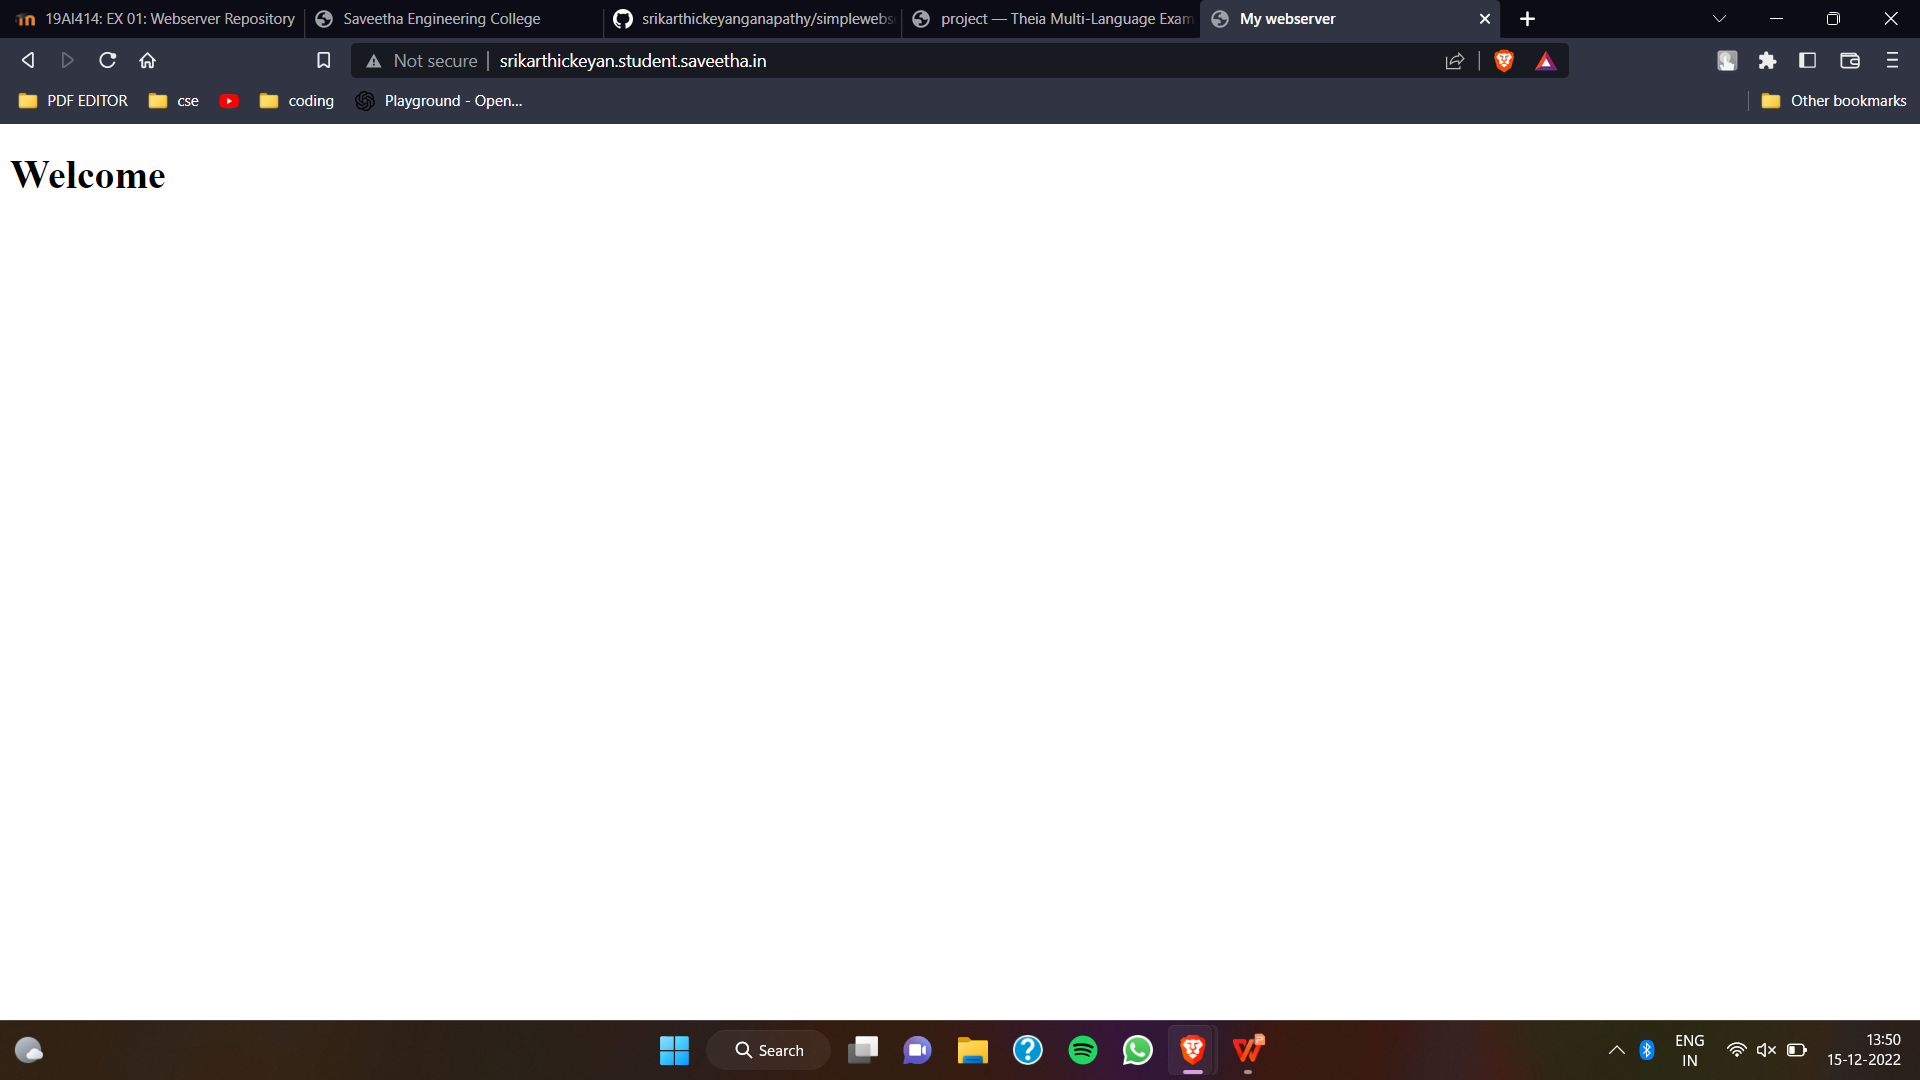 19AI414: EX 01: Webserver Repository
Saveetha Engineering College
srikarthickeyanganapathy/simplewebs
project — Theia Multi-Language Exam
My webserver
Not secure
srikarthickeyan.student.saveetha.in
PDF EDITOR
cse
coding
Playground - Open...
Other bookmarks
Welcome
Search
ENG
IN
13:50
15-12-2022